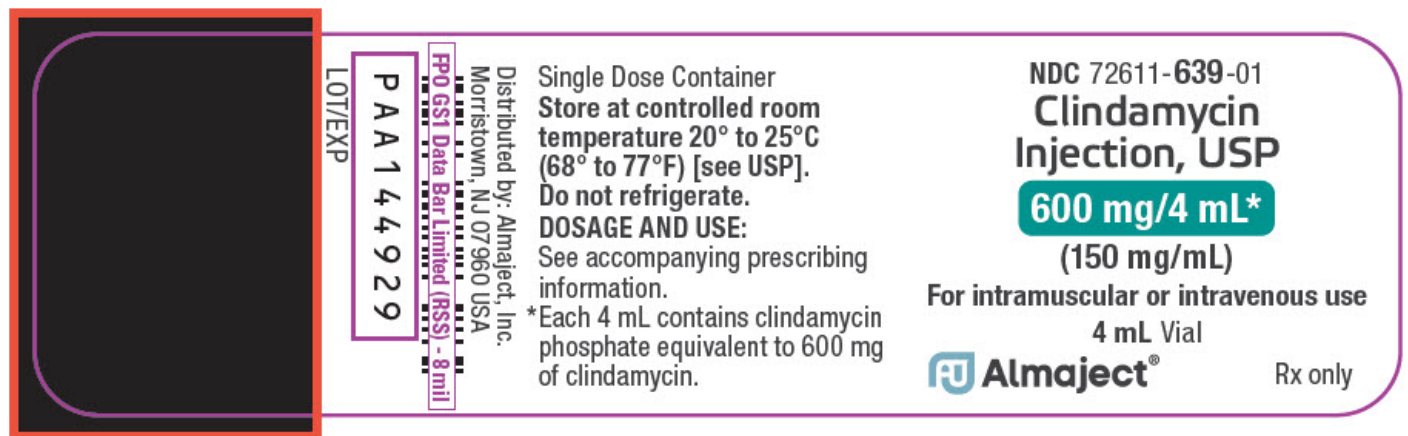 LOT/EXP
PAA144929
FPO GS1 Data Bar Limited (RSS) - 8 mil
Distributed by: Almaject, Inc.
Morristown, NJ 07960 USA
Single Dose Container
Store at controlled room
temperature 20° to 25°C
(68° to 77°F) [see USP].
Do not refrigerate.
DOSAGE AND USE:
See accompanying prescribing
information.
*Each 4 mL contains clindamycin
phosphate equivalent to 600 mg
of clindamycin.
NDC 72611-639-01
Clindamycin
Injection, USP
600 mg/4 mL*
(150 mg/mL)
For intramuscular or intravenous use
4 mL Vial
Almaject®
Rx only